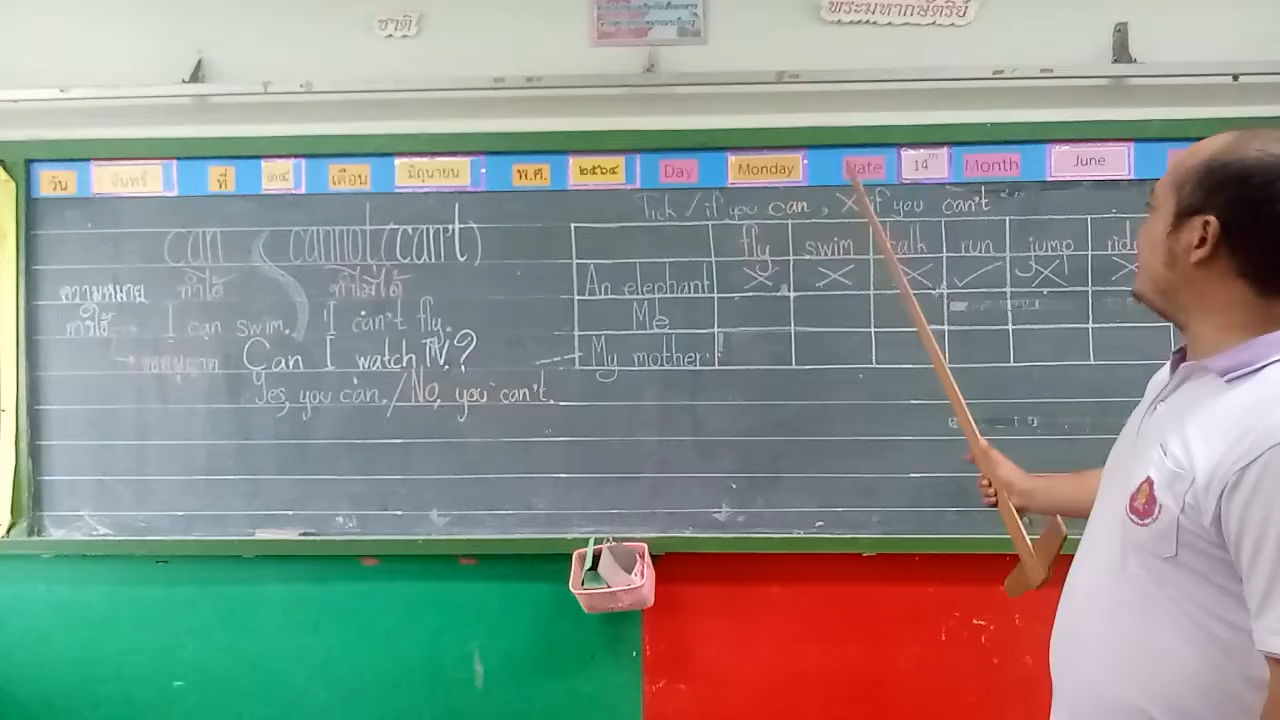 ชาติ
พระมหากษัตริย์
วัน จันทร์ ที่ ๑๔ เดือน มิถุนายน พ.ศ. ๒๕๖๔ Day Monday Date 14th Month June
can cannot (can't)
ความหมาย ทำได้ ทำไม่ได้
การใช้ I can swim. I can't fly.
Can I watch TV?
Yes, you can. / No, you can't.
Tick / if you can, X if you can't
fly swim talk run jump rid
An elephant X X X ✓ X X
Me
My mother